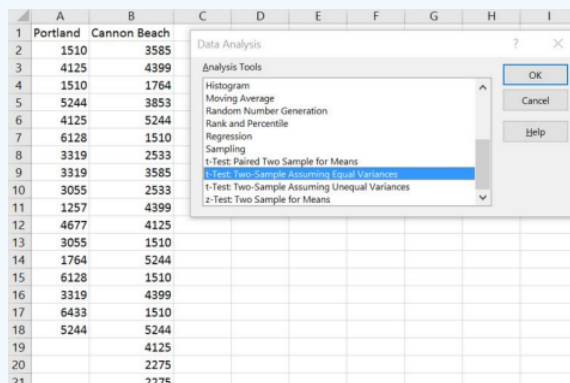 A B C D E F G H I
1 Portland Cannon Beach
2 1510 3585
3 4125 4399
4 1510 1764
5 5244 3853
6 4125 5244
7 6128 1510
8 3319 2533
9 3319 3585
10 3055 2533
11 1257 4399
12 4677 4125
13 3055 1510
14 1764 5244
15 6128 1510
16 3319 4399
17 6433 1510
18 5244 5244
19 4125
20 2275
21 2275
Data Analysis ? ×
Analysis Tools
Histogram
Moving Average
Random Number Generation
Rank and Percentile
Regression
Sampling
t-Test: Paired Two Sample for Means
t-Test: Two-Sample Assuming Equal Variances
t-Test: Two-Sample Assuming Unequal Variances
z-Test: Two Sample for Means
OK
Cancel
Help